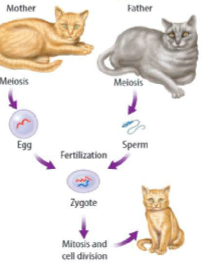 Mother Father
Meiosis Meiosis
Egg Sperm
Fertilization
Zygote
Mitosis and
cell division